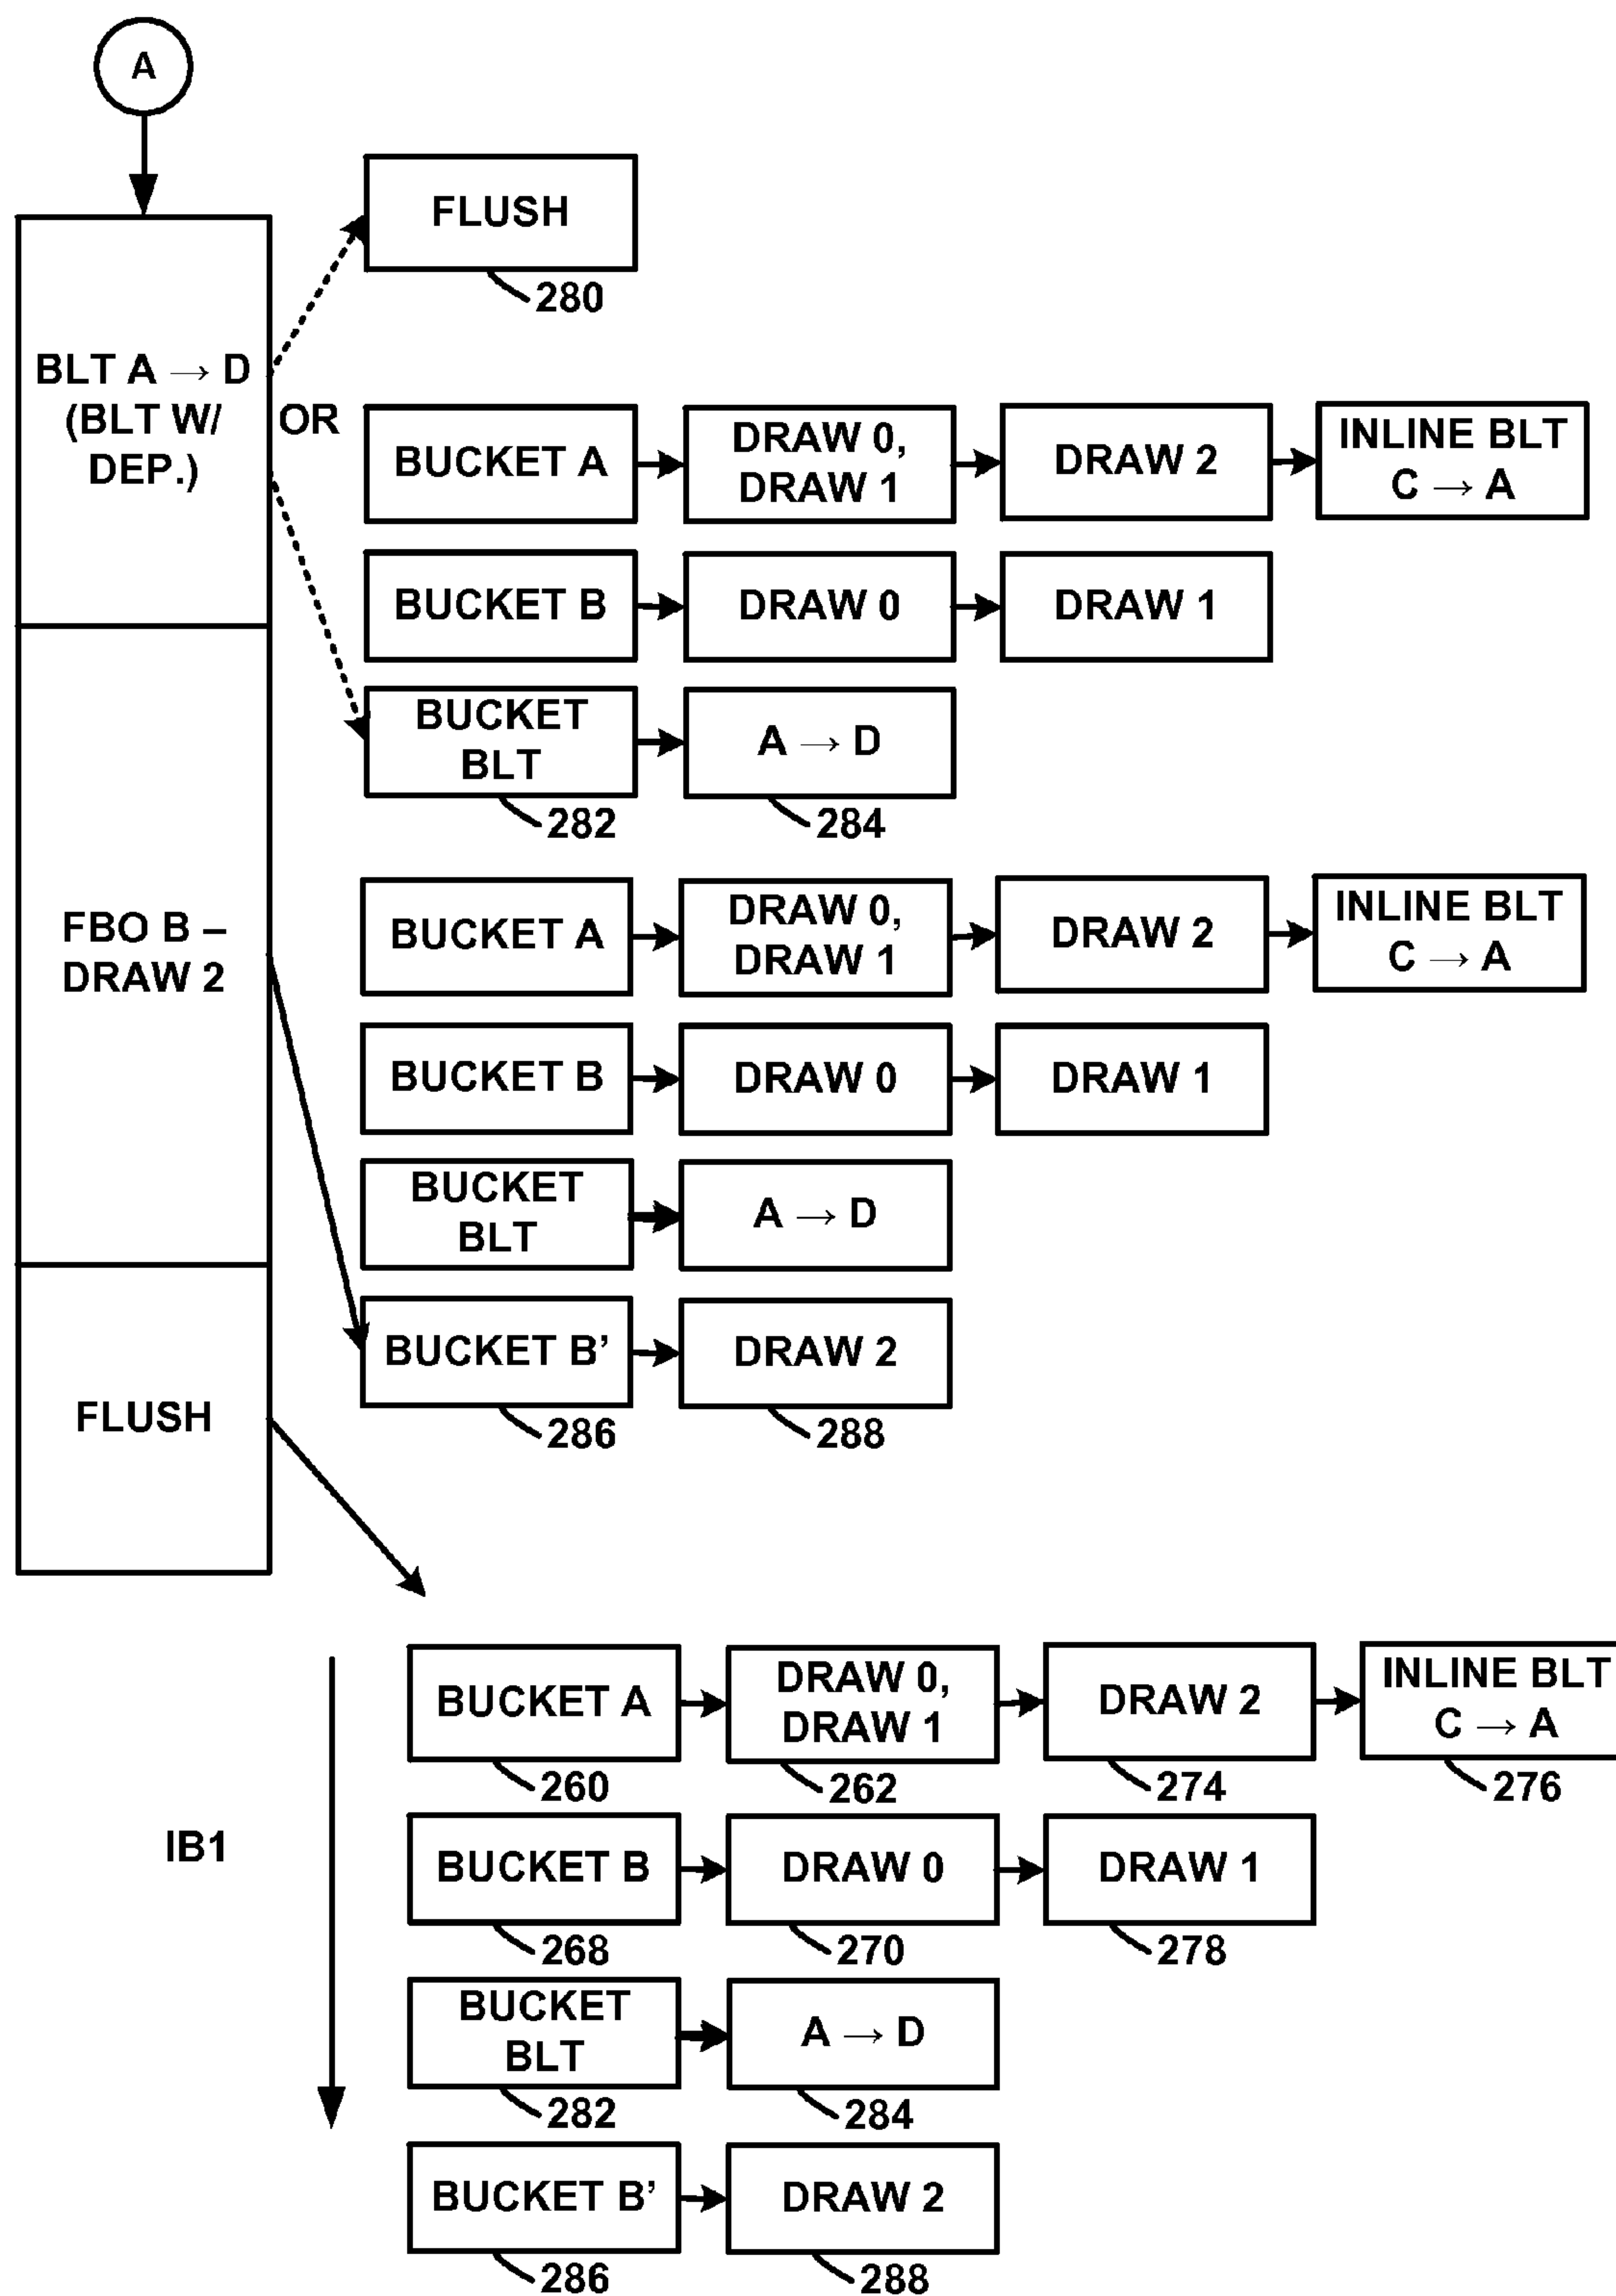 A
FLUSH
280
BLT A → D
(BLT W/
DEP.)
OR
BUCKET A
DRAW 0,
DRAW 1
DRAW 2
INLINE BLT
C → A
BUCKET B
DRAW 0
DRAW 1
BUCKET
BLT
A → D
282
284
FBO B –
DRAW 2
BUCKET A
DRAW 0,
DRAW 1
DRAW 2
INLINE BLT
C → A
BUCKET B
DRAW 0
DRAW 1
BUCKET
BLT
A → D
BUCKET B’
DRAW 2
286
288
FLUSH
IB1
BUCKET A
DRAW 0,
DRAW 1
DRAW 2
INLINE BLT
C → A
260
262
274
276
BUCKET B
DRAW 0
DRAW 1
268
270
278
BUCKET
BLT
A → D
282
284
BUCKET B’
DRAW 2
286
288